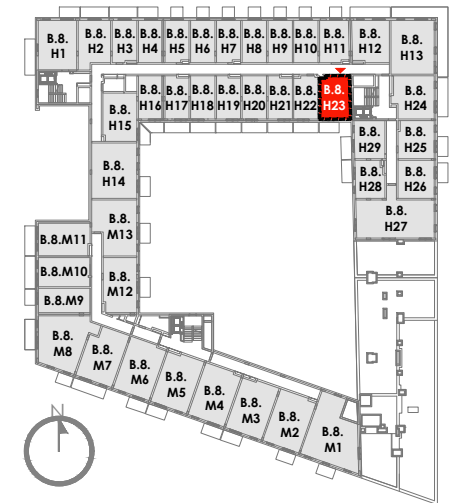 B.8.
H1
B.8.
H2
B.8.
H3
B.8.
H4
B.8.
H5
B.8.
H6
B.8.
H7
B.8.
H8
B.8.
H9
B.8.
H10
B.8.
H11
B.8.
H12
B.8.
H13
B.8.
H15
B.8.
H16
B.8.
H17
B.8.
H18
B.8.
H19
B.8.
H20
B.8.
H21
B.8.
H22
B.8.
H23
B.8.
H24
B.8.
H29
B.8.
H25
B.8.
H14
B.8.
H28
B.8.
H26
B.8.
M13
B.8.
H27
B.8.M11
B.8.M10
B.8.M9
B.8.
M12
B.8.
M8
B.8.
M7
B.8.
M6
B.8.
M5
B.8.
M4
B.8.
M3
B.8.
M2
B.8.
M1
N